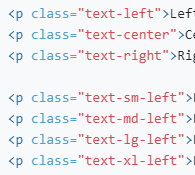 <p class="text-left">Left
<p class="text-center">Ce
<p class="text-right">Rig
<p class="text-sm-left">
<p class="text-md-left">
<p class="text-lg-left">
<p class="text-xl-left">